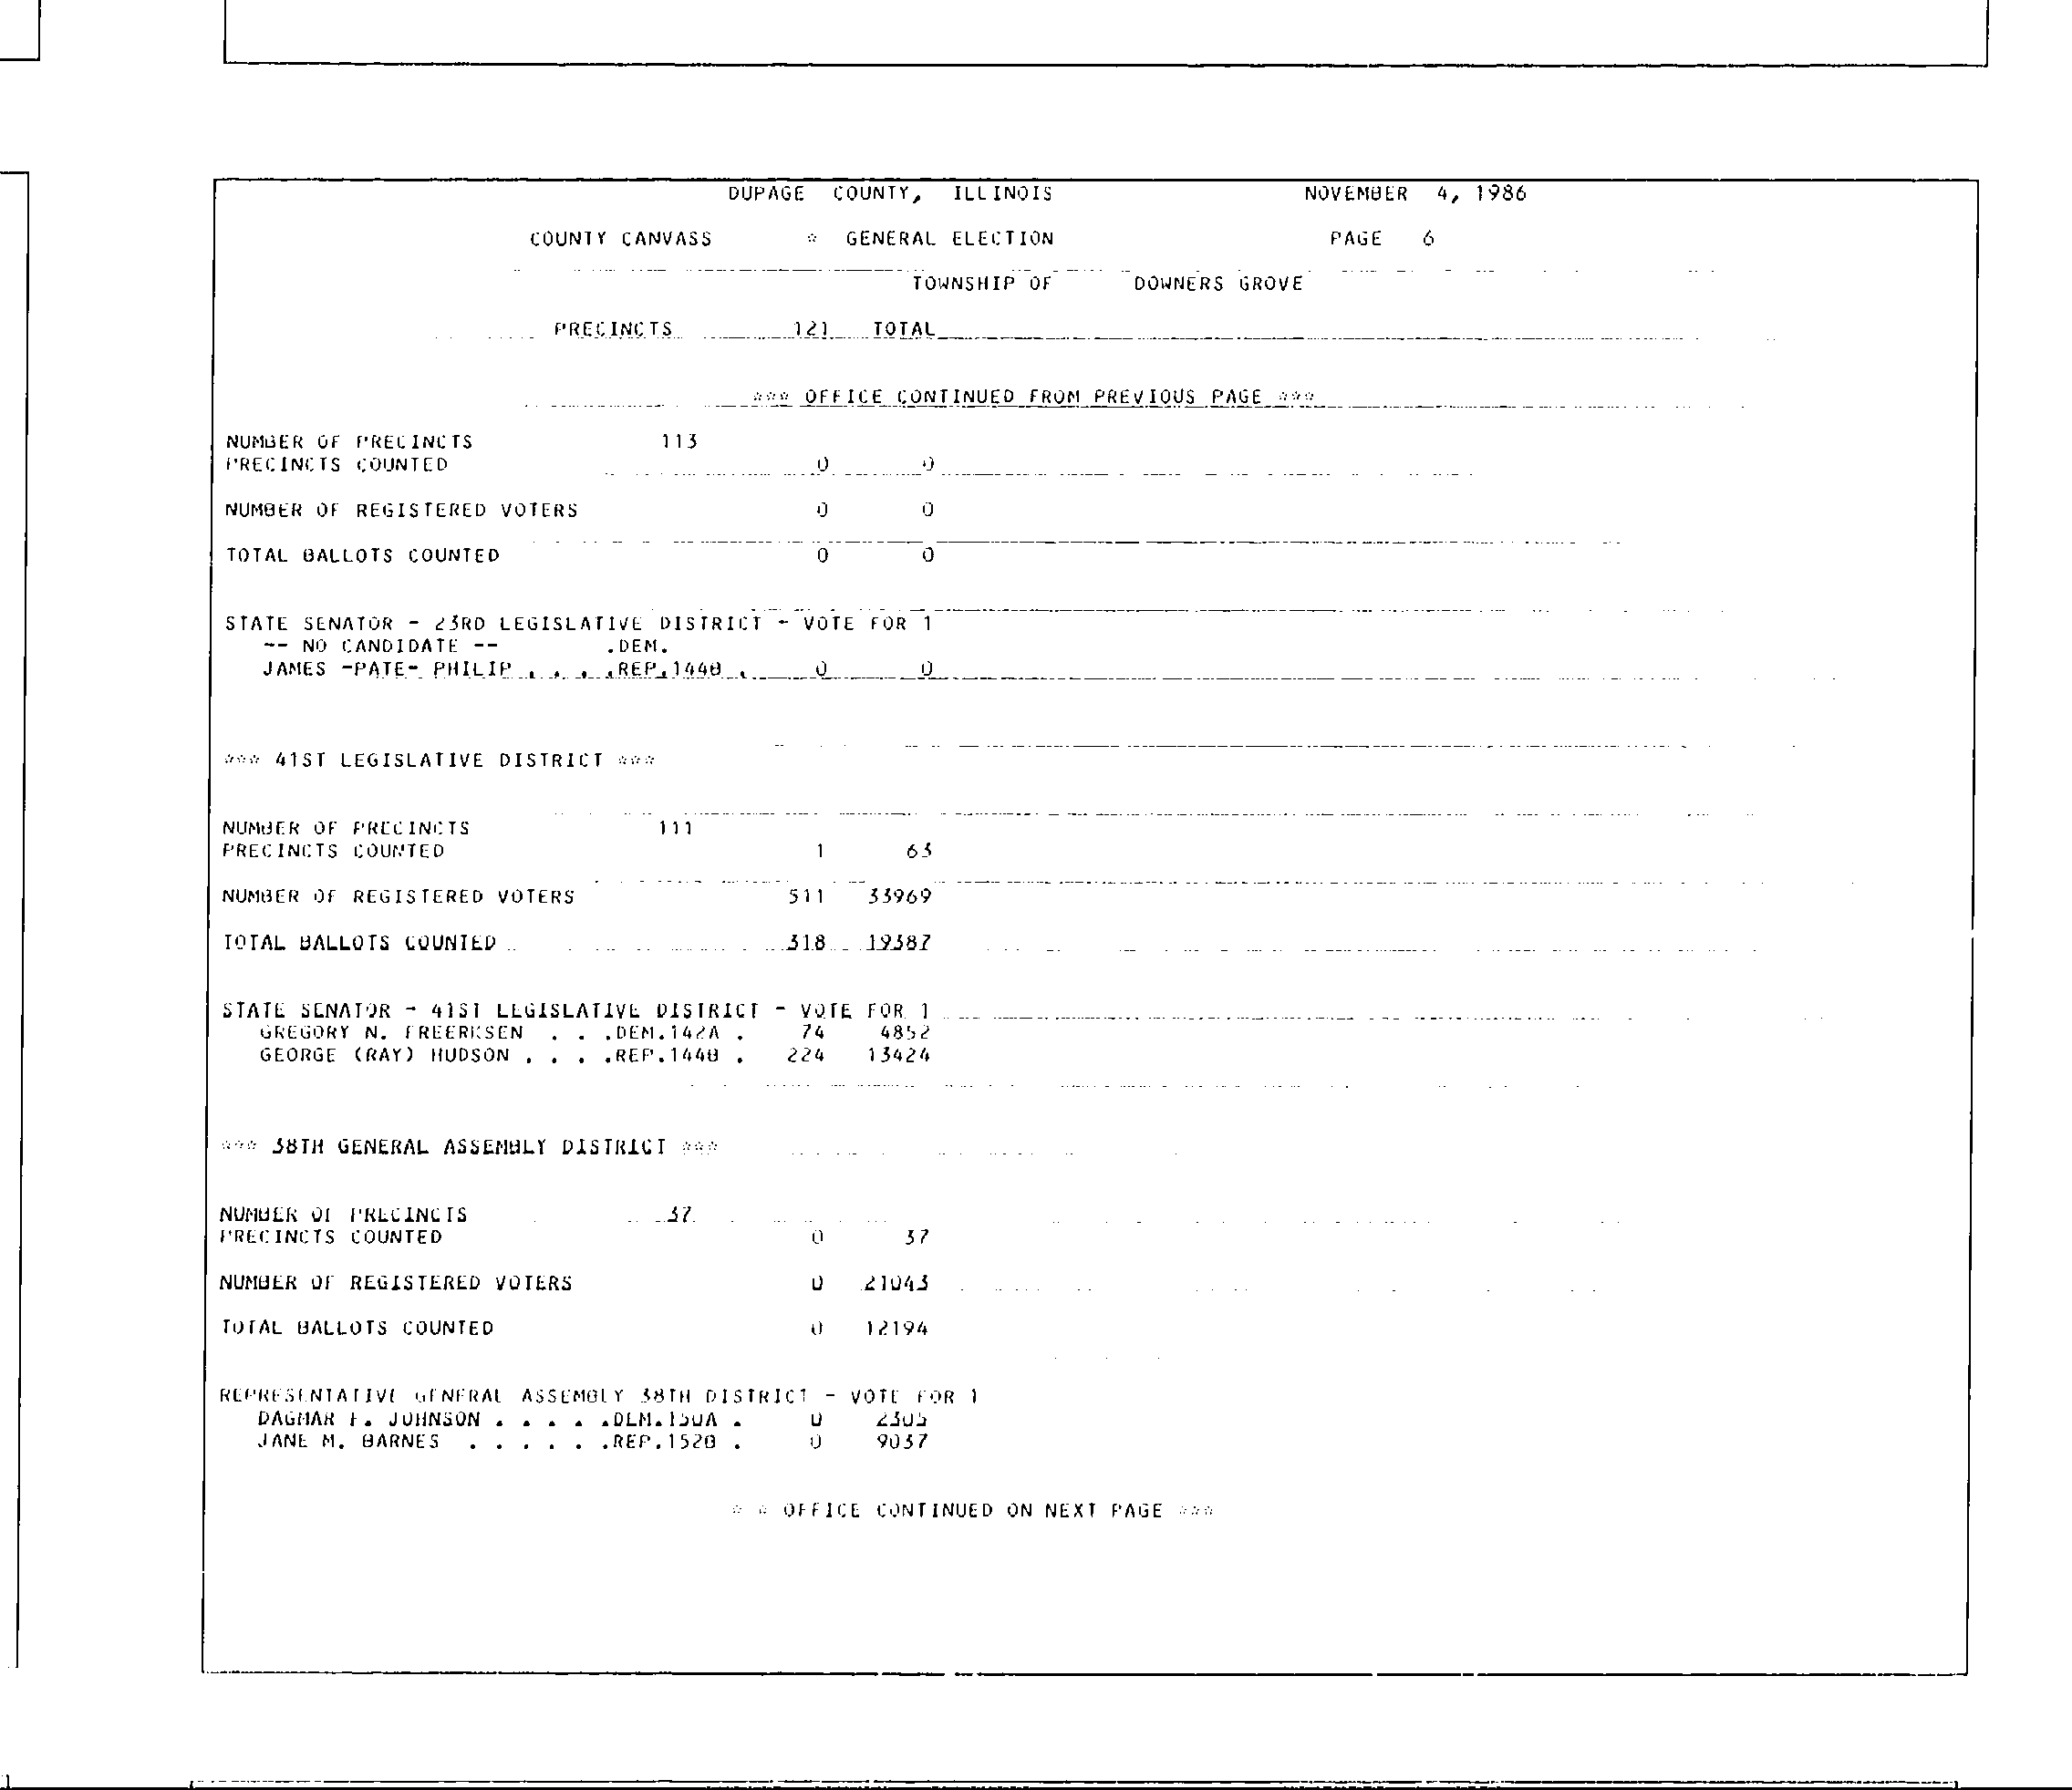 DUPAGE COUNTY, ILLINOIS NOVEMBER 4, 1986
COUNTY CANVASS * GENERAL ELECTION PAGE 6
TOWNSHIP OF DOWNERS GROVE
PRECINCTS 121 TOTAL
*** OFFICE CONTINUED FROM PREVIOUS PAGE ***
NUMBER OF PRECINCTS 113
PRECINCTS COUNTED 0 0
NUMBER OF REGISTERED VOTERS 0 0
TOTAL BALLOTS COUNTED 0 0
STATE SENATOR - 23RD LEGISLATIVE DISTRICT - VOTE FOR 1
-- NO CANDIDATE -- .DEM.
JAMES -PATE- PHILIP . . . .REP.144B . 0 0
*** 41ST LEGISLATIVE DISTRICT ***
NUMBER OF PRECINCTS 111
PRECINCTS COUNTED 1 63
NUMBER OF REGISTERED VOTERS 511 33969
TOTAL BALLOTS COUNTED 318 19387
STATE SENATOR - 41ST LEGISLATIVE DISTRICT - VOTE FOR 1
GREGORY N. FREERKSEN . . .DEM.142A . 74 4852
GEORGE (RAY) HUDSON . . . .REP.144B . 224 13424
*** 38TH GENERAL ASSEMBLY DISTRICT ***
NUMBER OF PRECINCTS 37
PRECINCTS COUNTED 0 37
NUMBER OF REGISTERED VOTERS 0 21043
TOTAL BALLOTS COUNTED 0 12194
REPRESENTATIVE GENERAL ASSEMBLY 38TH DISTRICT - VOTE FOR 1
DAGMAR F. JOHNSON . . . . .DEM.150A . 0 2305
JANE M. BARNES . . . . . .REP.152B . 0 9037
* * OFFICE CONTINUED ON NEXT PAGE ***